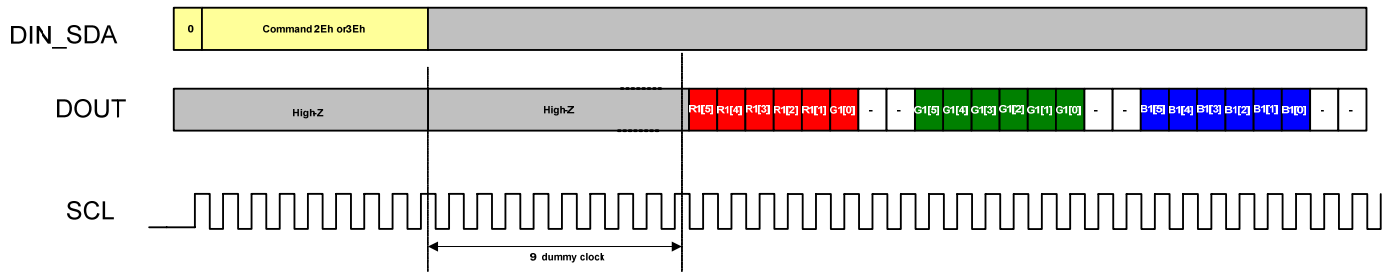 DIN_SDA 0 Command 2Eh or3Eh
DOUT High-Z High-Z R1[5] R1[4] R1[3] R1[2] R1[1] G1[0] - - G1[5] G1[4] G1[3] G1[2] G1[1] G1[0] - - B1[5] B1[4] B1[3] B1[2] B1[1] B1[0] - -
SCL
9 dummy clock